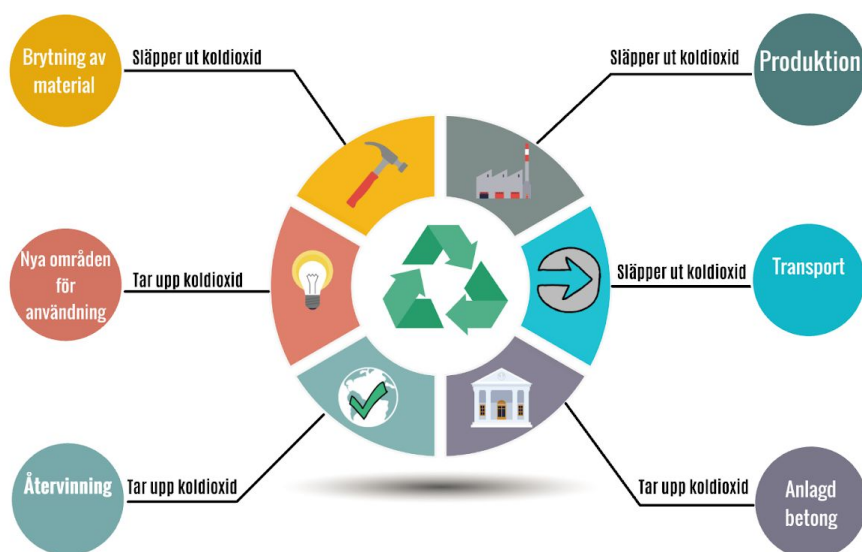 Brytning av
material
Släpper ut koldioxid
Släpper ut koldioxid
Produktion
Nya områden
för
användning
Tar upp koldioxid
Släpper ut koldioxid
Transport
Återvinning
Tar upp koldioxid
Tar upp koldioxid
Anlagd
betong